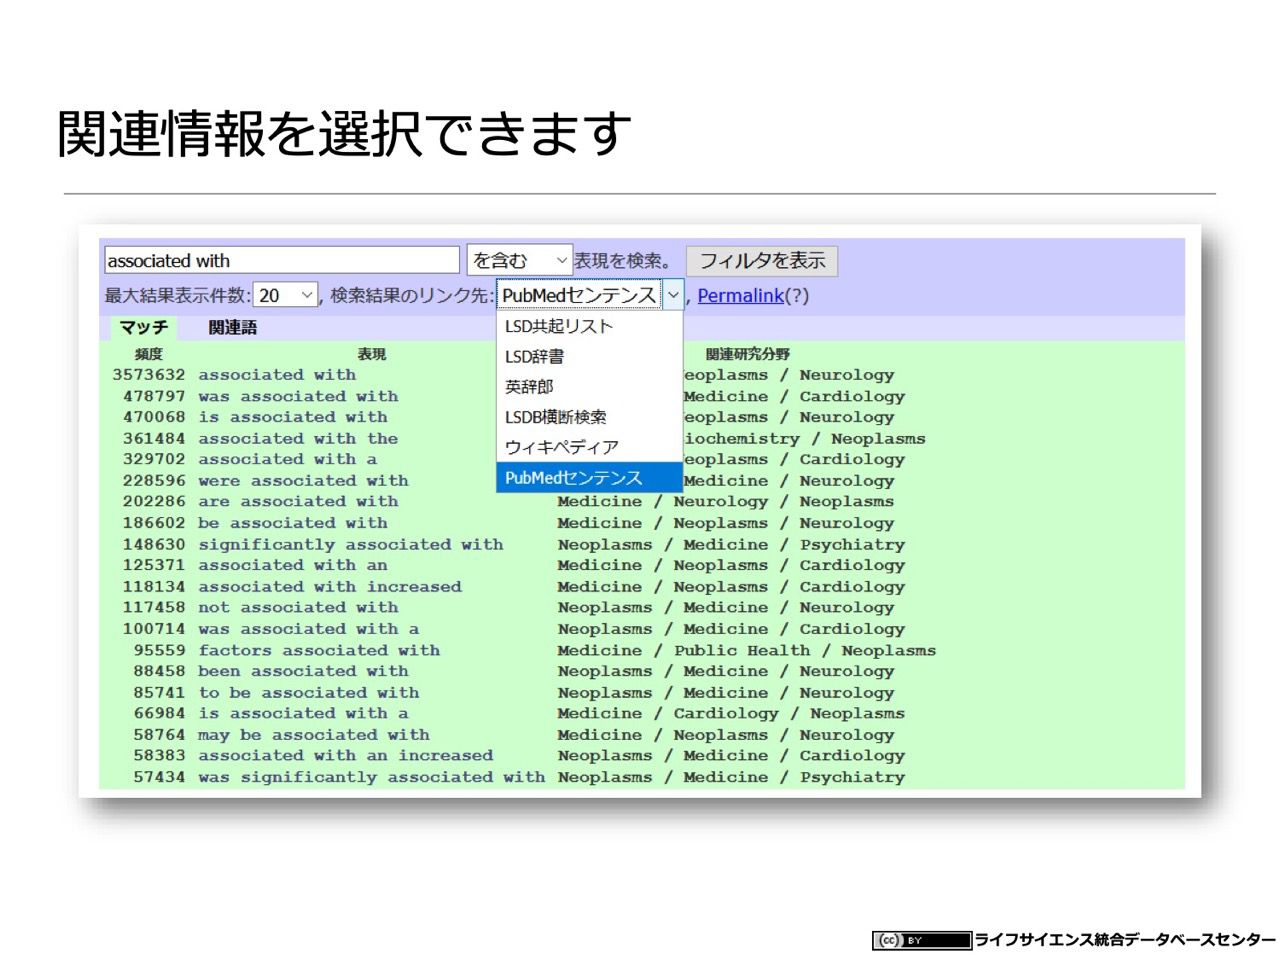 関連情報を選択できます
associated with を含む 表現を検索。 フィルタを表示
最大結果表示件数: 20 , 検索結果のリンク先: PubMedセンテンス , Permalink(?)
マッチ 関連語
LSD共起リスト
LSD辞書
英辞郎
LSDB横断検索
ウィキペディア
PubMedセンテンス
頻度 表現 関連研究分野
3573632 associated with eoplasms / Neurology
478797 was associated with Medicine / Cardiology
470068 is associated with eoplasms / Neurology
361484 associated with the iochemistry / Neoplasms
329702 associated with a eoplasms / Cardiology
228596 were associated with Medicine / Neurology
202286 are associated with Medicine / Neurology / Neoplasms
186602 be associated with Medicine / Neoplasms / Neurology
148630 significantly associated with Neoplasms / Medicine / Psychiatry
125371 associated with an Medicine / Neoplasms / Cardiology
118134 associated with increased Medicine / Neoplasms / Cardiology
117458 not associated with Neoplasms / Medicine / Neurology
100714 was associated with a Neoplasms / Medicine / Cardiology
95559 factors associated with Medicine / Public Health / Neoplasms
88458 been associated with Neoplasms / Medicine / Neurology
85741 to be associated with Neoplasms / Medicine / Neurology
66984 is associated with a Medicine / Cardiology / Neoplasms
58764 may be associated with Medicine / Neoplasms / Neurology
58383 associated with an increased Neoplasms / Medicine / Cardiology
57434 was significantly associated with Neoplasms / Medicine / Psychiatry
cc BY ライフサイエンス統合データベースセンター